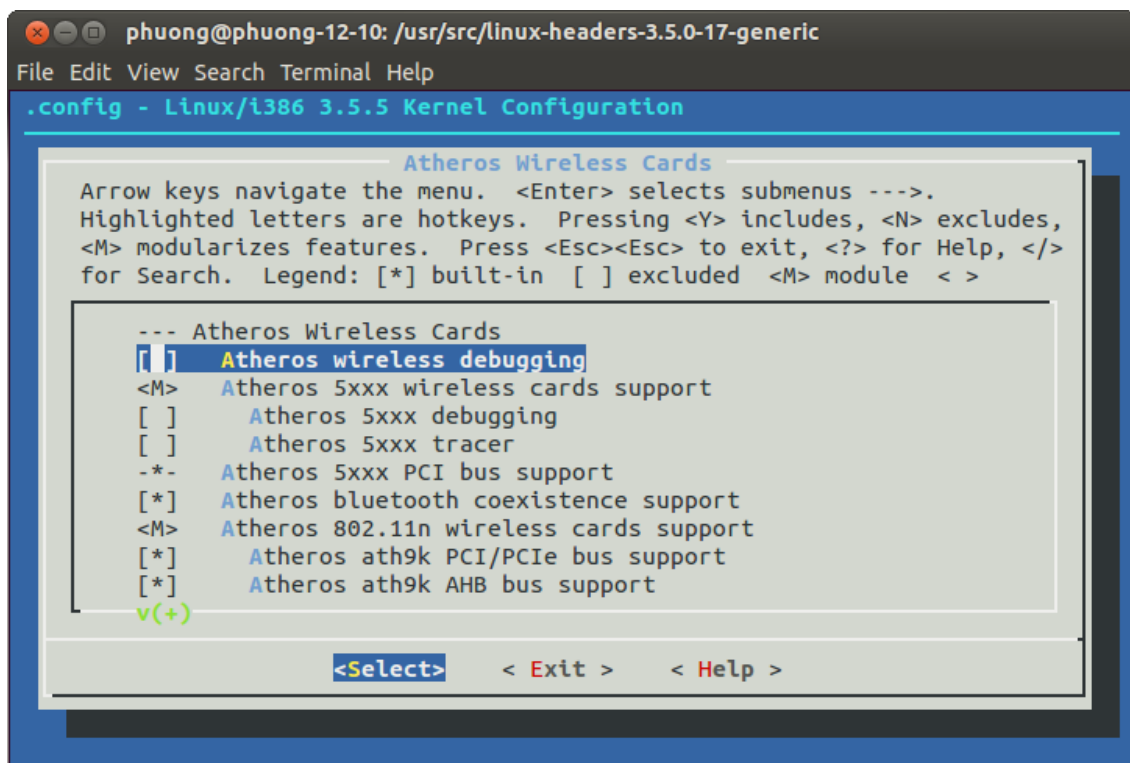 phuong@phuong-12-10: /usr/src/linux-headers-3.5.0-17-generic
File Edit View Search Terminal Help
.config - Linux/i386 3.5.5 Kernel Configuration
Atheros Wireless Cards
Arrow keys navigate the menu.  <Enter> selects submenus --->.
Highlighted letters are hotkeys.  Pressing <Y> includes, <N> excludes,
<M> modularizes features.  Press <Esc><Esc> to exit, <?> for Help, </>
for Search.  Legend: [*] built-in  [ ] excluded  <M> module  < >
--- Atheros Wireless Cards
[ ]   Atheros wireless debugging
<M>   Atheros 5xxx wireless cards support
[ ]     Atheros 5xxx debugging
[ ]     Atheros 5xxx tracer
-*-   Atheros 5xxx PCI bus support
[*]   Atheros bluetooth coexistence support
<M>   Atheros 802.11n wireless cards support
[*]     Atheros ath9k PCI/PCIe bus support
[*]     Atheros ath9k AHB bus support
v(+)
<Select>    < Exit >    < Help >